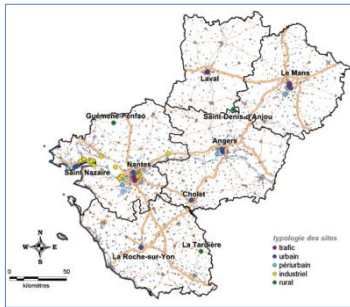 Laval
Le Mans
Guéméné-Penfao
Saint-Denis-d'Anjou
Angers
Saint Nazaire
Nantes
Cholet
La Roche-sur-Yon
La Tardière
N
W E
S
0 50
kilomètres
typologie des sites
trafic
urbain
périurbain
industriel
rural